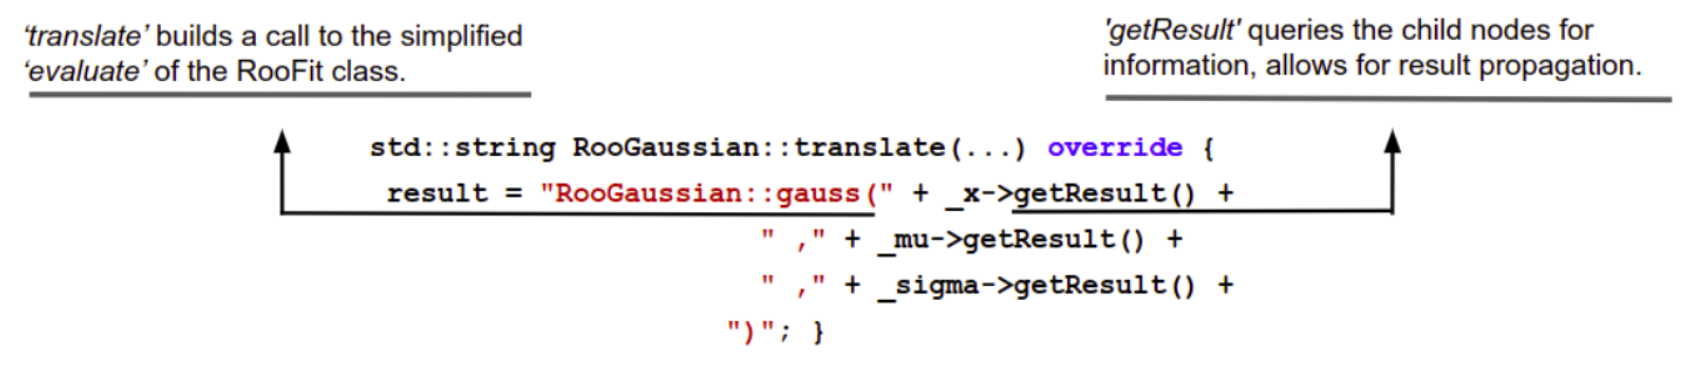 ‘translate’ builds a call to the simplified
‘evaluate’ of the RooFit class.
'getResult' queries the child nodes for
information, allows for result propagation.
std::string RooGaussian::translate(...) override {
result = "RooGaussian::gauss(" + _x->getResult() +
" ," + _mu->getResult() +
" ," + _sigma->getResult() +
")"; }